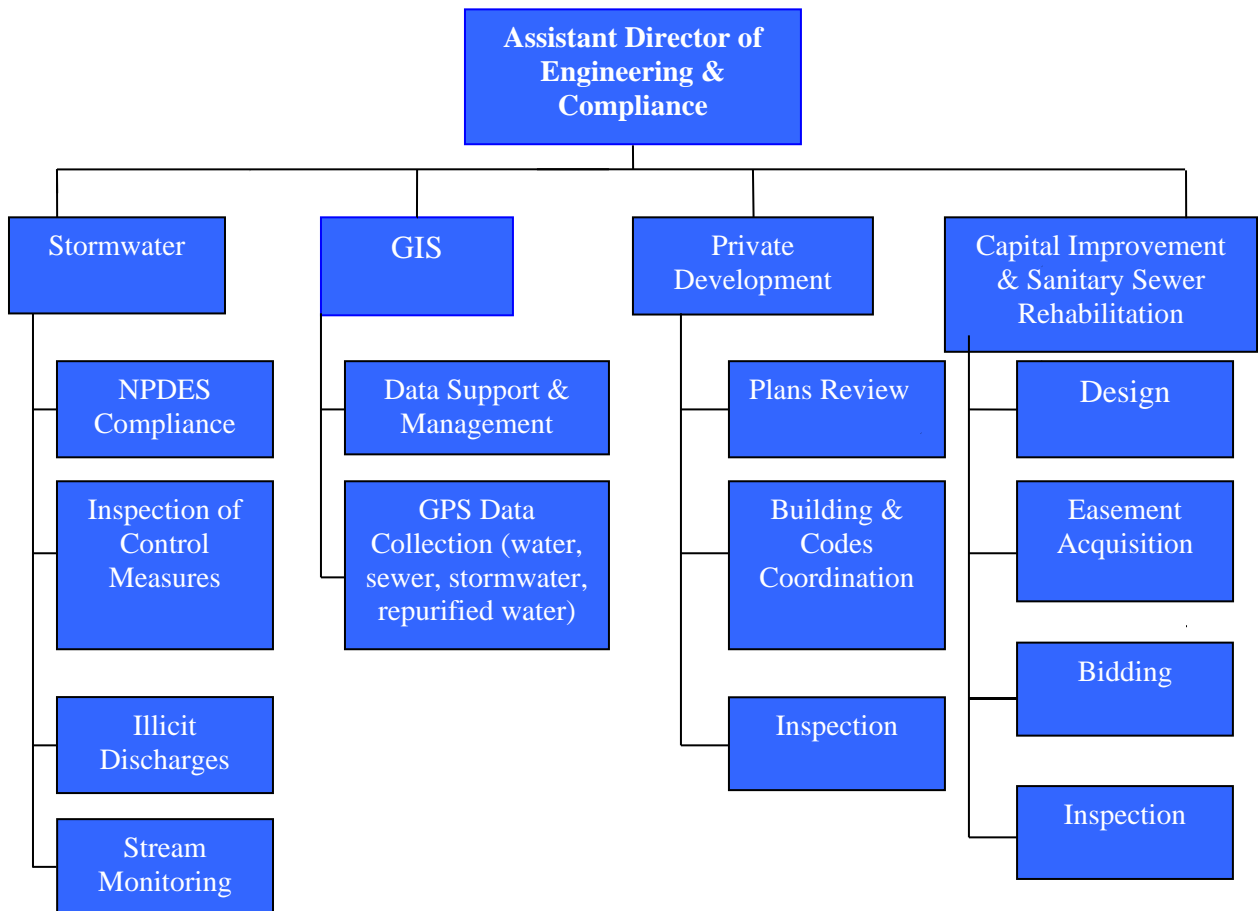 Assistant Director of
Engineering &
Compliance
Stormwater
GIS
Private
Development
Capital Improvement
& Sanitary Sewer
Rehabilitation
NPDES
Compliance
Data Support &
Management
Plans Review
Design
Inspection of
Control
Measures
GPS Data
Collection (water,
sewer, stormwater,
repurified water)
Building &
Codes
Coordination
Easement
Acquisition
Illicit
Discharges
Inspection
Bidding
Stream
Monitoring
Inspection